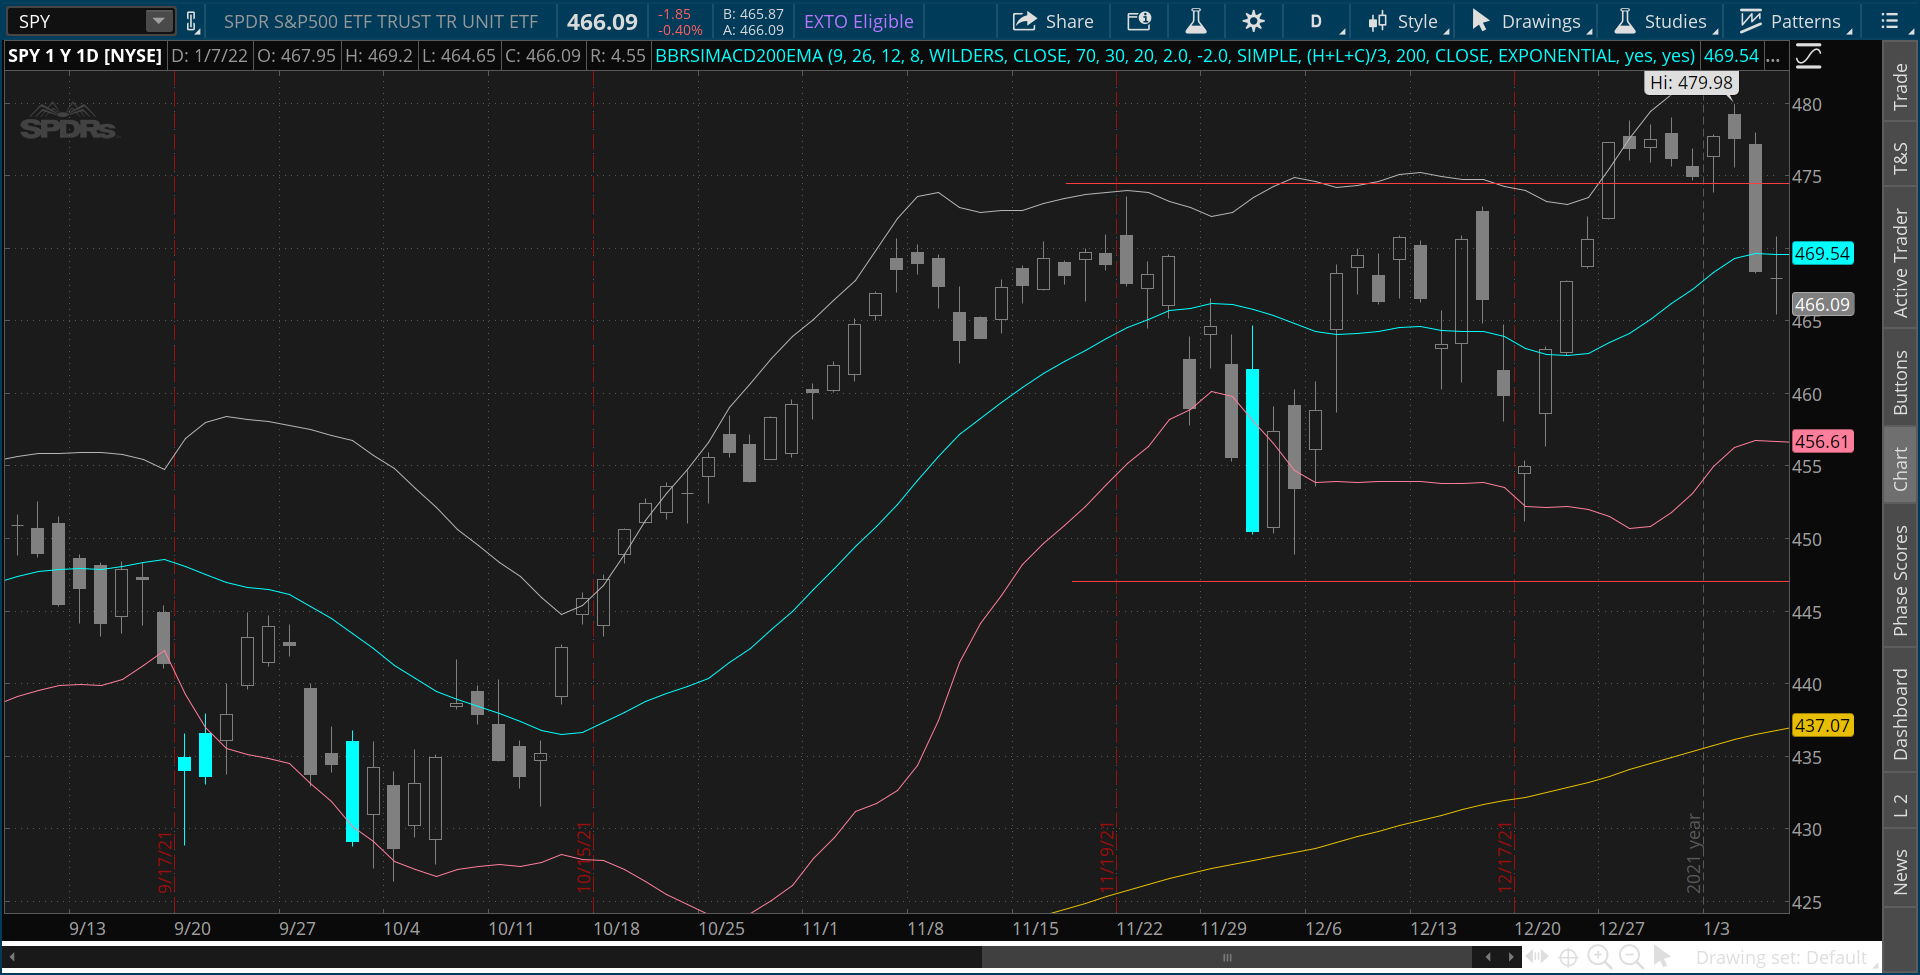 SPY
SPDR S&P500 ETF TRUST TR UNIT ETF
466.09
-1.85
-0.40%
B: 465.87
A: 466.09
EXTO Eligible
Share
D
Style
Drawings
Studies
Patterns
SPY 1 Y 1D [NYSE]
D: 1/7/22
O: 467.95
H: 469.2
L: 464.65
C: 466.09
R: 4.55
BBRSIMACD200EMA (9, 26, 12, 8, WILDERS, CLOSE, 70, 30, 20, 2.0, -2.0, SIMPLE, (H+L+C)/3, 200, CLOSE, EXPONENTIAL, yes, yes)
469.54
...
Hi: 479.98
SPDRs
480
475
469.54
466.09
465
460
456.61
455
450
445
440
437.07
435
430
425
9/17/21
10/15/21
11/19/21
12/17/21
2021 year
9/13
9/20
9/27
10/4
10/11
10/18
10/25
11/1
11/8
11/15
11/22
11/29
12/6
12/13
12/20
12/27
1/3
Trade
T&S
Active Trader
Buttons
Chart
Phase Scores
Dashboard
L 2
News
Drawing set: Default